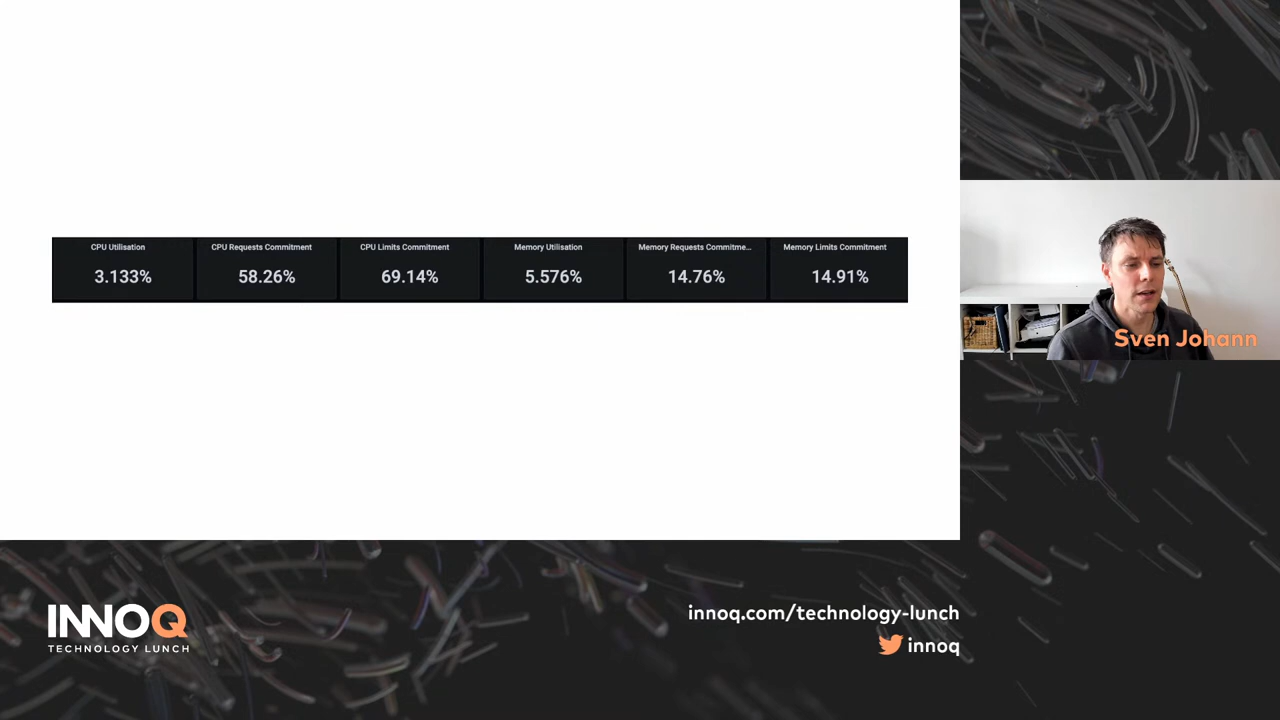 CPU Utilisation
3.133%
CPU Requests Commitment
58.26%
CPU Limits Commitment
69.14%
Memory Utilisation
5.576%
Memory Requests Commitme...
14.76%
Memory Limits Commitment
14.91%
Sven Johann
INNOQ
TECHNOLOGY LUNCH
innoq.com/technology-lunch
innoq